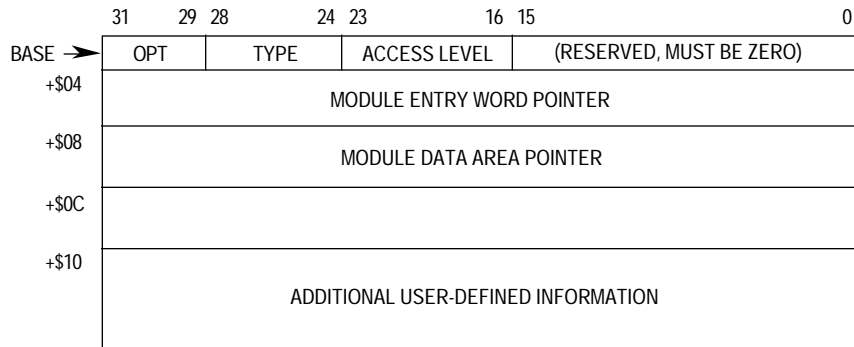 31 29 28 24 23 16 15 0
BASE OPT TYPE ACCESS LEVEL (RESERVED, MUST BE ZERO)
+$04
MODULE ENTRY WORD POINTER
+$08
MODULE DATA AREA POINTER
+$0C
+$10
ADDITIONAL USER-DEFINED INFORMATION